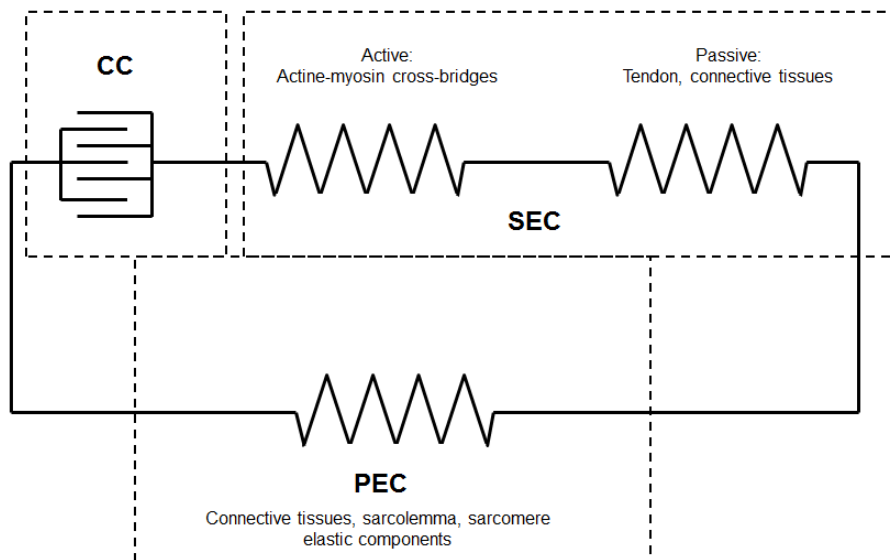 CC
Active:
Actine-myosin cross-bridges
Passive:
Tendon, connective tissues
SEC
PEC
Connective tissues, sarcolemma, sarcomere
elastic components